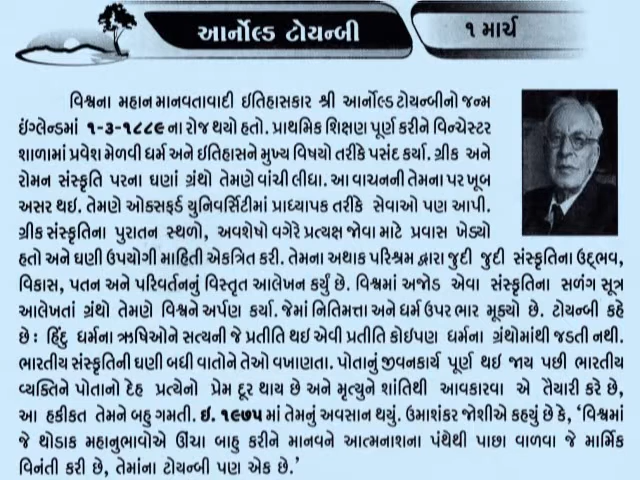 આર્નોલ્ડ ટોયન્બી
૧ માર્ચ
વિશ્વના મહાન માનવતાવાદી ઈતિહાસકાર શ્રી આર્નોલ્ડ ટોયન્બીનો જન્મ
ઇંગ્લેન્ડમાં ૧-૩-૧૮૮૯ ના રોજ થયો હતો. પ્રાથમિક શિક્ષણ પૂર્ણ કરીને વિન્ચેસ્ટર
શાળામાં પ્રવેશ મેળવી ધર્મ અને ઇતિહાસને મુખ્ય વિષયો તરીકે પસંદ કર્યા. ગ્રીક અને
રોમન સંસ્કૃતિ પરના ઘણાં ગ્રંથો તેમણે વાંચી લીધા. આ વાચનની તેમના પર ખૂબ
અસર થઇ. તેમણે ઓક્સફર્ડ યુનિવર્સિટીમાં પ્રાધ્યાપક તરીકે સેવાઓ પણ આપી.
ગ્રીક સંસ્કૃતિના પુરાતન સ્થળો, અવશેષો વગેરે પ્રત્યક્ષ જોવા માટે પ્રવાસ ખેડ્યો
હતો અને ઘણી ઉપયોગી માહિતી એકત્રિત કરી. તેમના અથાક પરિશ્રમ દ્વારા જુદી જુદી સંસ્કૃતિના ઉદ્ભવ,
વિકાસ, પતન અને પરિવર્તનનું વિસ્તૃત આલેખન કર્યું છે. વિશ્વમાં અજોડ એવા સંસ્કૃતિના સળંગ સૂત્ર
આલેખતાં ગ્રંથો તેમણે વિશ્વને અર્પણ કર્યા. જેમાં નિતિમત્તા અને ધર્મ ઉપર ભાર મૂક્યો છે. ટોયન્બી કહે
છે : હિંદુ ધર્મના ઋષિઓને સત્યની જે પ્રતીતિ થઇ એવી પ્રતીતિ કોઈપણ ધર્મના ગ્રંથોમાંથી જડતી નથી.
ભારતીય સંસ્કૃતિની ઘણી બધી વાતોને તેઓ વખાણતા. પોતાનું જીવનકાર્ય પૂર્ણ થઇ જાય પછી ભારતીય
વ્યક્તિને પોતાનો દેહ પ્રત્યેનો પ્રેમ દૂર થાય છે અને મૃત્યુને શાંતિથી આવકારવા એ તૈયારી કરે છે,
આ હકીકત તેમને બહુ ગમતી. ઇ. ૧૯૭૫ માં તેમનું અવસાન થયું. ઉમાશંકર જોશીએ કહ્યું છે કે, ‘વિશ્વમાં
જે થોડાક મહાનુભાવોએ ઊંચા બાહુ કરીને માનવને આત્મનાશના પંથેથી પાછા વાળવા જે માર્મિક
વિનંતી કરી છે, તેમાંના ટોયન્બી પણ એક છે.’